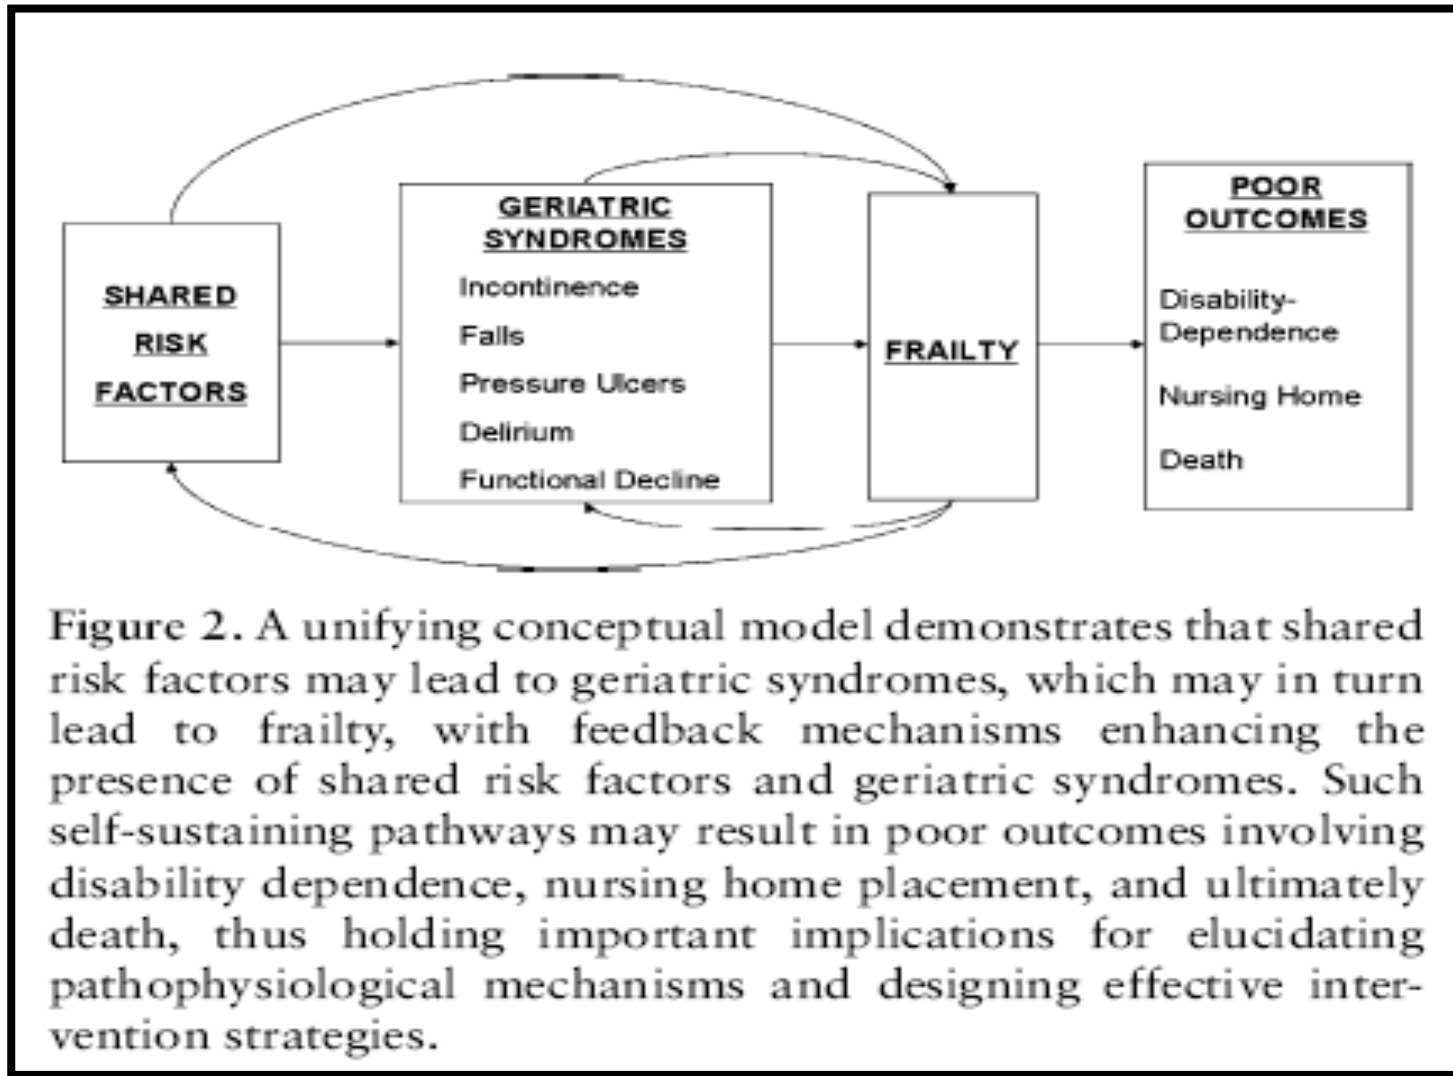 SHARED
RISK
FACTORS
GERIATRIC
SYNDROMES
Incontinence
Falls
Pressure Ulcers
Delirium
Functional Decline
FRAILTY
POOR
OUTCOMES
Disability-
Dependence
Nursing Home
Death
Figure 2. A unifying conceptual model demonstrates that shared
risk factors may lead to geriatric syndromes, which may in turn
lead to frailty, with feedback mechanisms enhancing the
presence of shared risk factors and geriatric syndromes. Such
self-sustaining pathways may result in poor outcomes involving
disability dependence, nursing home placement, and ultimately
death, thus holding important implications for elucidating
pathophysiological mechanisms and designing effective inter-
vention strategies.